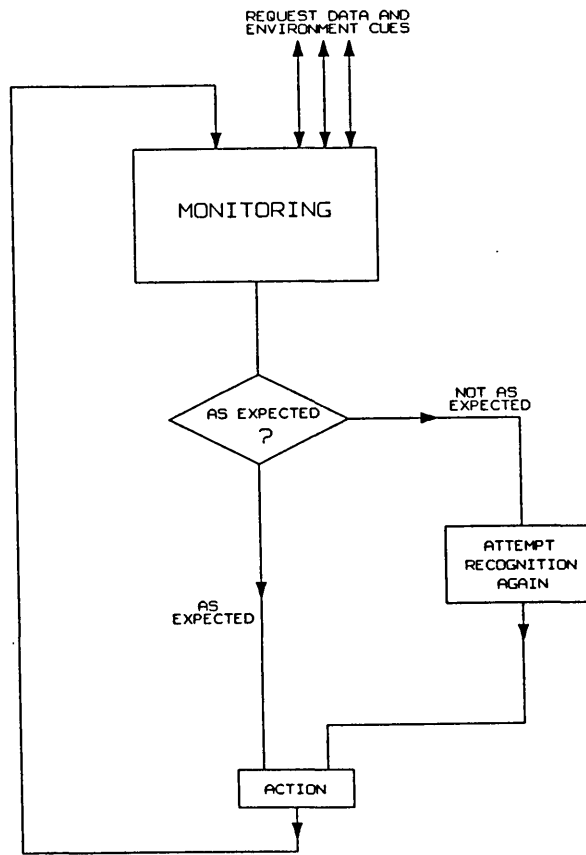 REQUEST DATA AND
ENVIRONMENT CUES
MONITORING
AS EXPECTED
?
NOT AS
EXPECTED
ATTEMPT
RECOGNITION
AGAIN
AS
EXPECTED
ACTION